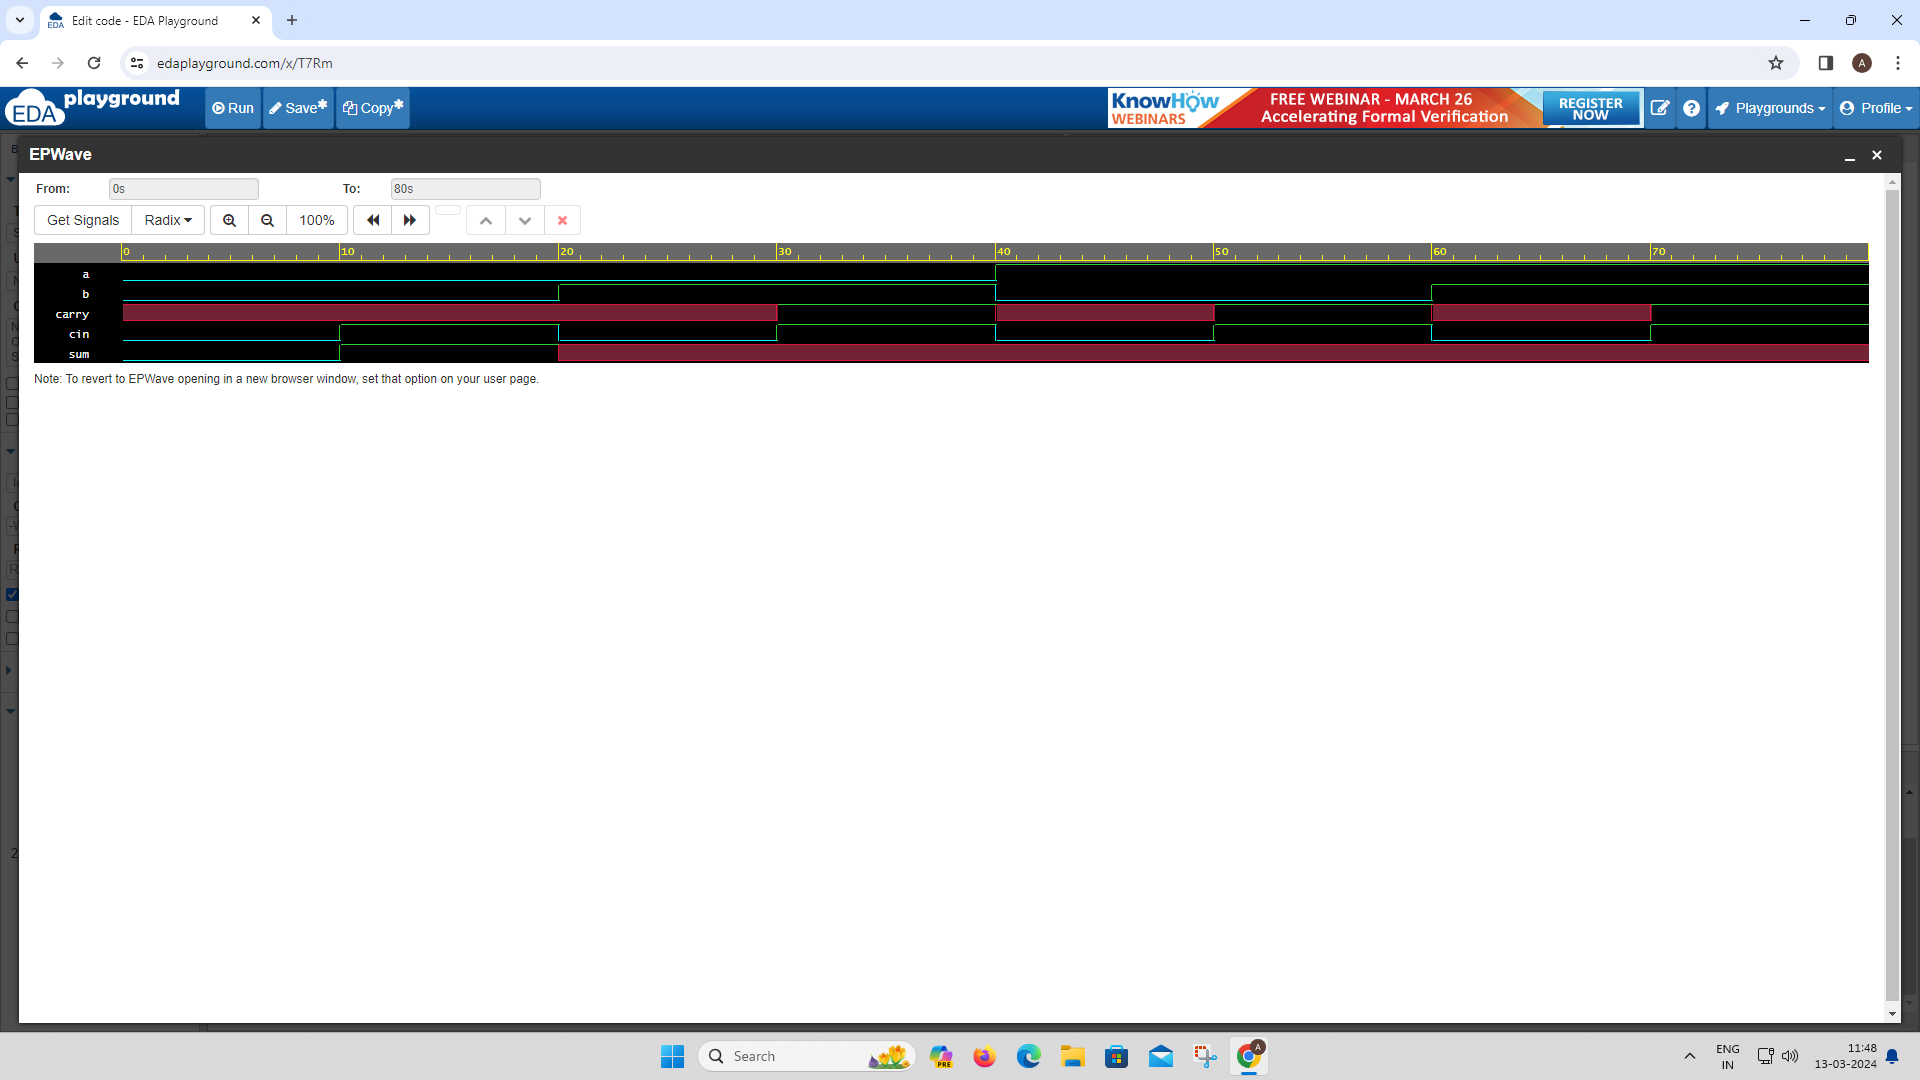 Edit code - EDA Playground
edaplayground.com/x/T7Rm
A
EDA playground
Run
Save*
Copy*
KnowHow WEBINARS
FREE WEBINAR - MARCH 26
Accelerating Formal Verification
REGISTER NOW
Playgrounds
Profile
EPWave
From: 0s To: 80s
Get Signals Radix 100%
0 10 20 30 40 50 60 70
a
b
carry
cin
sum
Note: To revert to EPWave opening in a new browser window, set that option on your user page.
Search
PRE
A
ENG
IN
11:48
13-03-2024